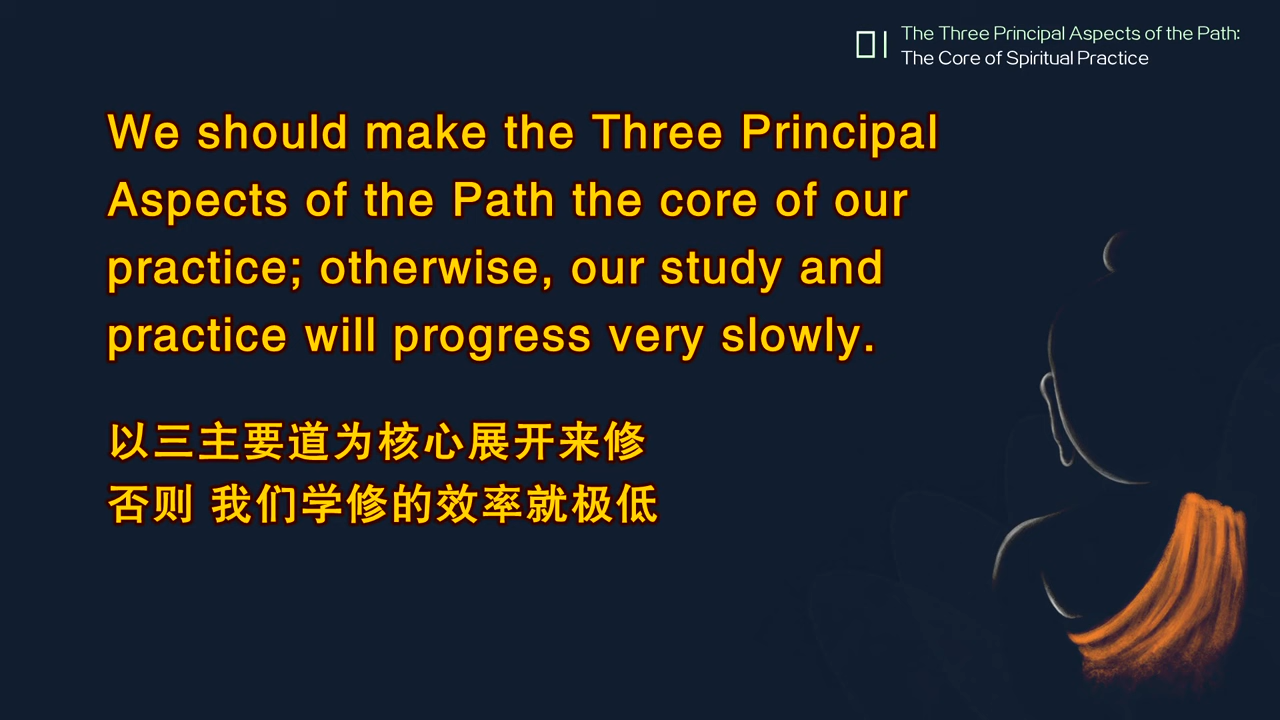 01
The Three Principal Aspects of the Path:
The Core of Spiritual Practice
We should make the Three Principal
Aspects of the Path the core of our
practice; otherwise, our study and
practice will progress very slowly.
以三主要道为核心展开来修
否则 我们学修的效率就极低